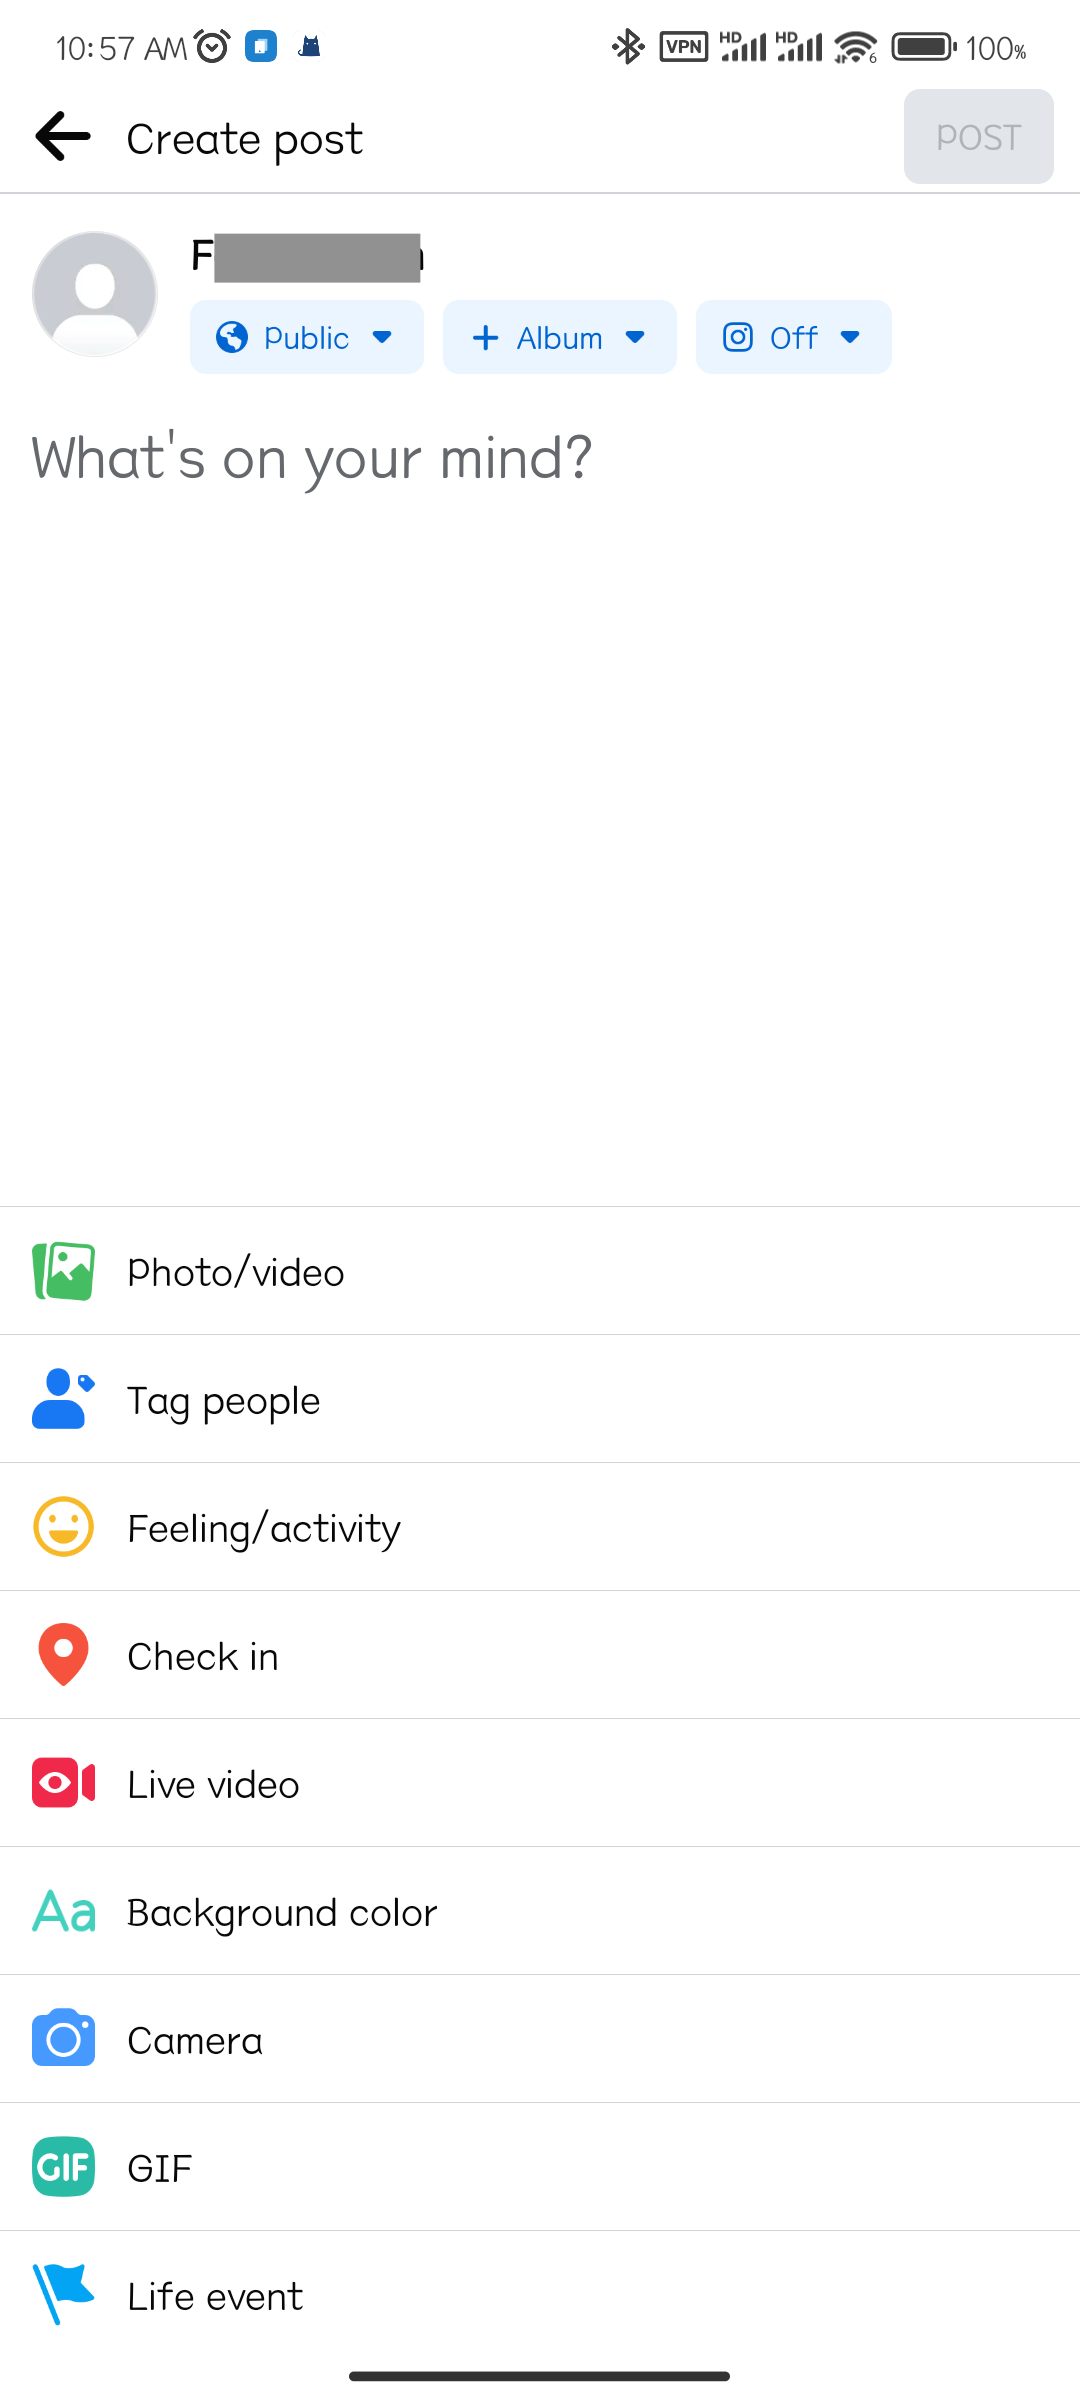 10:57 AM VPN HD HD 6 100%
Create post POST
Public + Album Off
What's on your mind?
Photo/video
Tag people
Feeling/activity
Check in
Live video
Aa Background color
Camera
GIF GIF
Life event